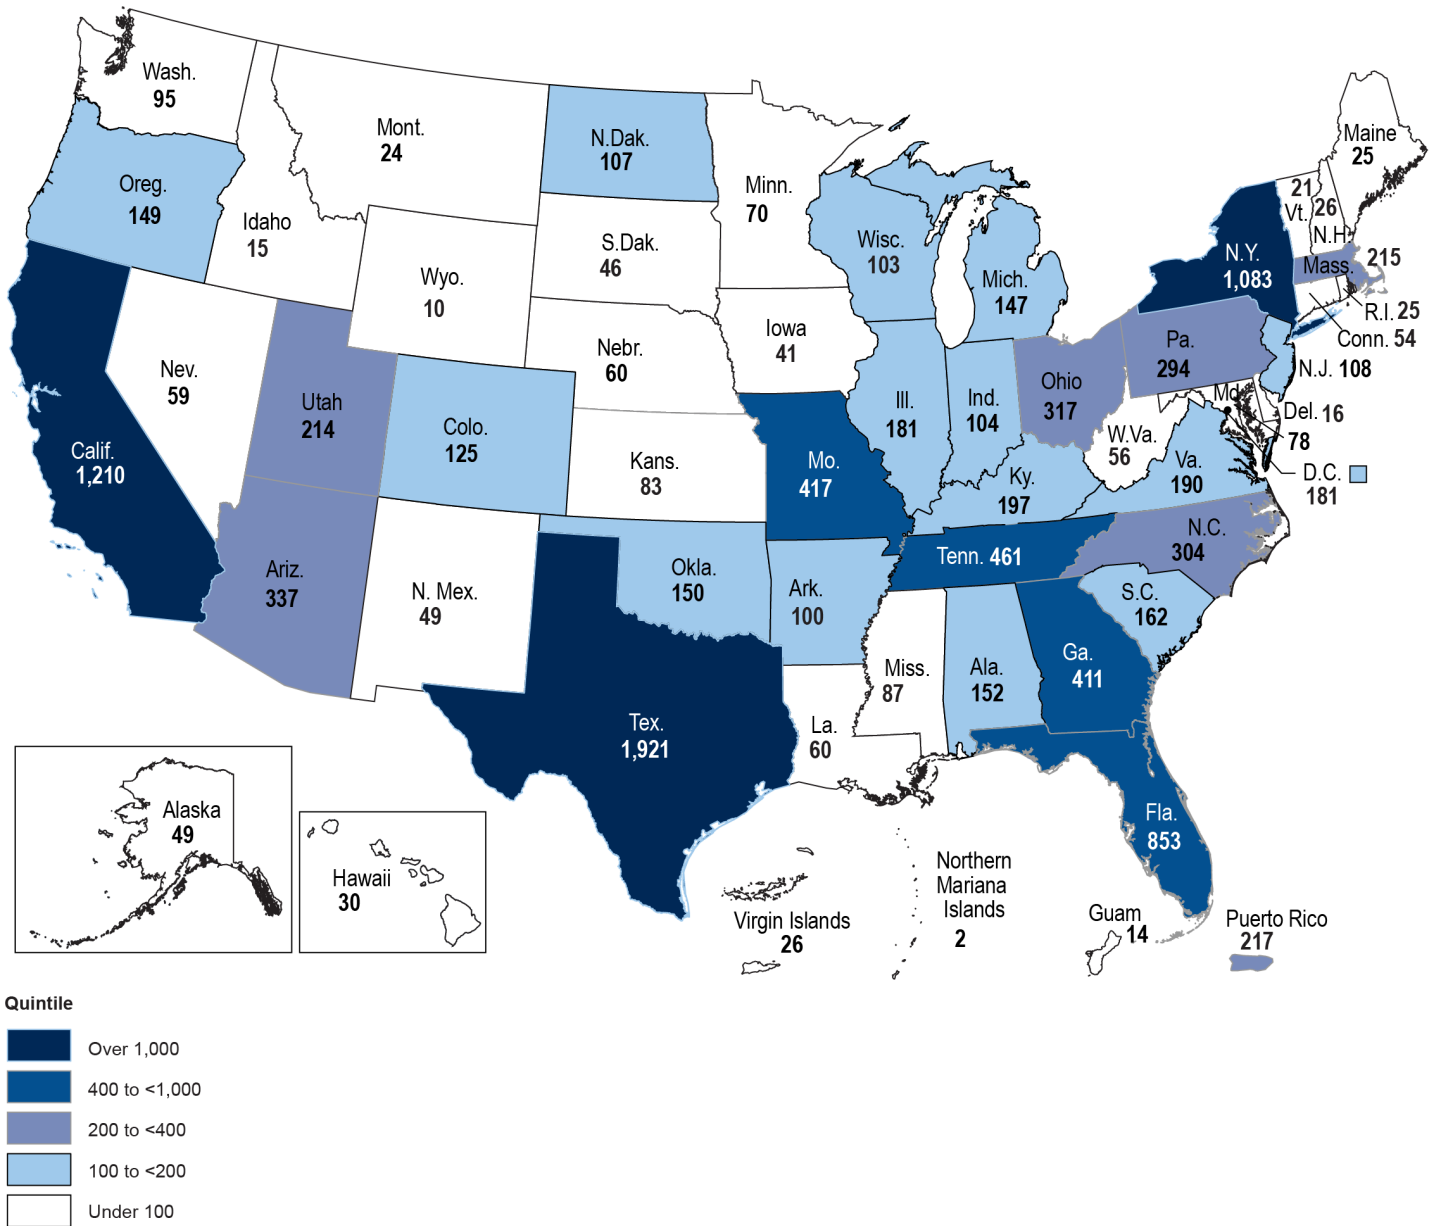 Wash.
95
Mont.
24
N.Dak.
107
Minn.
70
Maine
25
Oreg.
149
Idaho
15
S.Dak.
46
Wisc.
103
Mich.
147
21
Vt.
26
N.H.
N.Y.
1,083
Mass.
215
Wyo.
10
Iowa
41
R.I. 25
Conn. 54
Nev.
59
Utah
214
Nebr.
60
Ill.
181
Ind.
104
Ohio
317
Pa.
294
N.J. 108
Md.
78
Del. 16
Calif.
1,210
Colo.
125
Kans.
83
Mo.
417
Ky.
197
W.Va.
56
Va.
190
D.C.
181
Ariz.
337
N. Mex.
49
Okla.
150
Ark.
100
Tenn. 461
N.C.
304
S.C.
162
Tex.
1,921
La.
60
Miss.
87
Ala.
152
Ga.
411
Fla.
853
Alaska
49
Hawaii
30
Virgin Islands
26
Northern
Mariana
Islands
2
Guam
14
Puerto Rico
217
Quintile
Over 1,000
400 to <1,000
200 to <400
100 to <200
Under 100